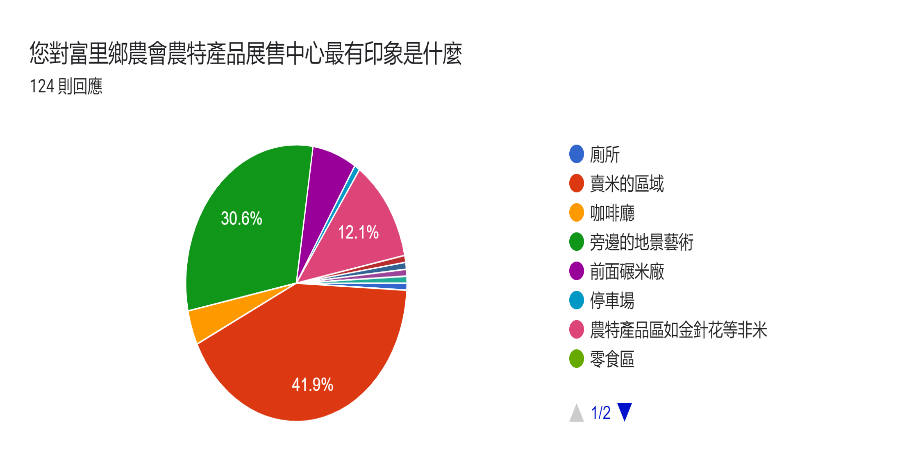 您對富里鄉農會農特產品展售中心最有印象是什麼
124 則回應
30.6%
12.1%
41.9%
廁所
賣米的區域
咖啡廳
旁邊的地景藝術
前面碾米廠
停車場
農特產品區如金針花等非米
零食區
1/2